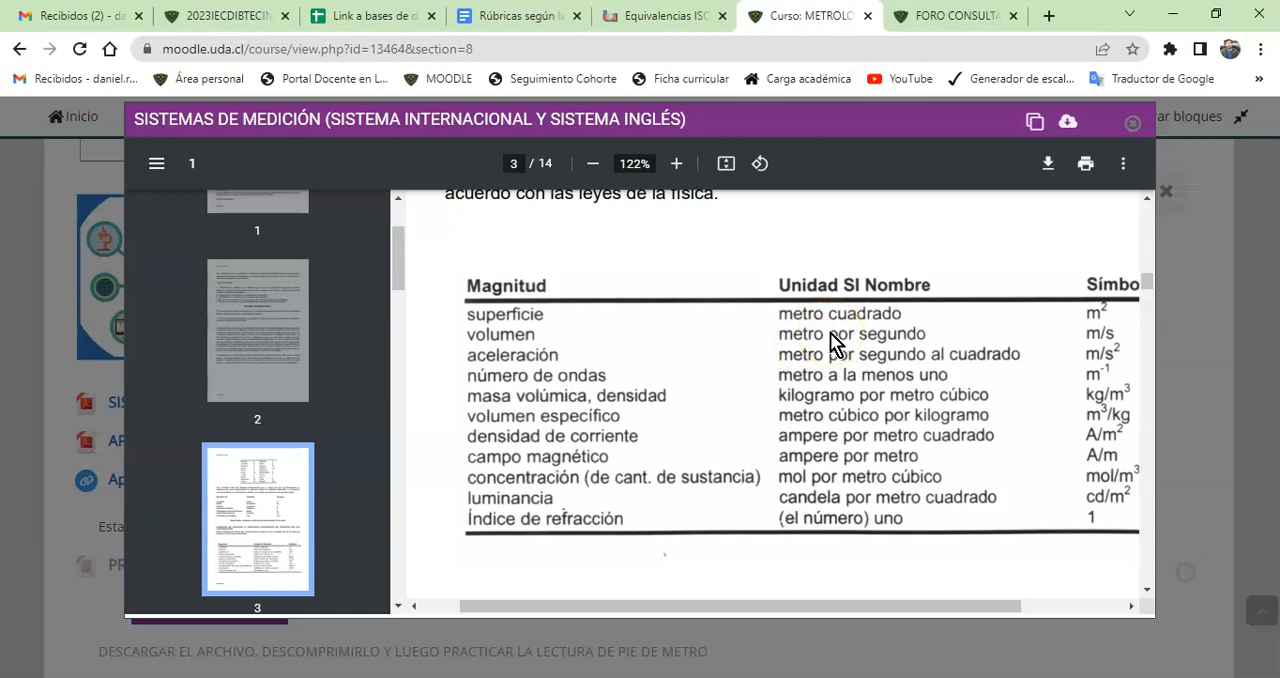 Recibidos (2) - da
2023IECDIBTECIN
Link a bases de d
Rúbricas según la
Equivalencias ISO
Curso: METROLO
FORO CONSULTA
moodle.uda.cl/course/view.php?id=13464&section=8
Recibidos - daniel.r...
Área personal
Portal Docente en L...
MOODLE
Seguimiento Cohorte
Ficha curricular
Carga académica
YouTube
Generador de escal...
Traductor de Google
»
Inicio
rar bloques
SISTEMAS DE MEDICIÓN (SISTEMA INTERNACIONAL Y SISTEMA INGLÉS)
1
3 / 14
122%
acuerdo con las leyes de la física.
Magnitud Unidad SI Nombre Símbo
superficie metro cuadrado m²
volumen metro por segundo m/s
aceleración metro por segundo al cuadrado m/s²
número de ondas metro a la menos uno m⁻¹
masa volúmica, densidad kilogramo por metro cúbico kg/m³
volumen específico metro cúbico por kilogramo m³/kg
densidad de corriente ampere por metro cuadrado A/m²
campo magnético ampere por metro A/m
concentración (de cant. de sustancia) mol por metro cúbico mol/m³
luminancia candela por metro cuadrado cd/m²
Índice de refracción (el número) uno 1
1
2
3
SIS
AP
Ap
Esta
PR
DESCARGAR EL ARCHIVO, DESCOMPRIMIRLO Y LUEGO PRACTICAR LA LECTURA DE PIE DE METRO